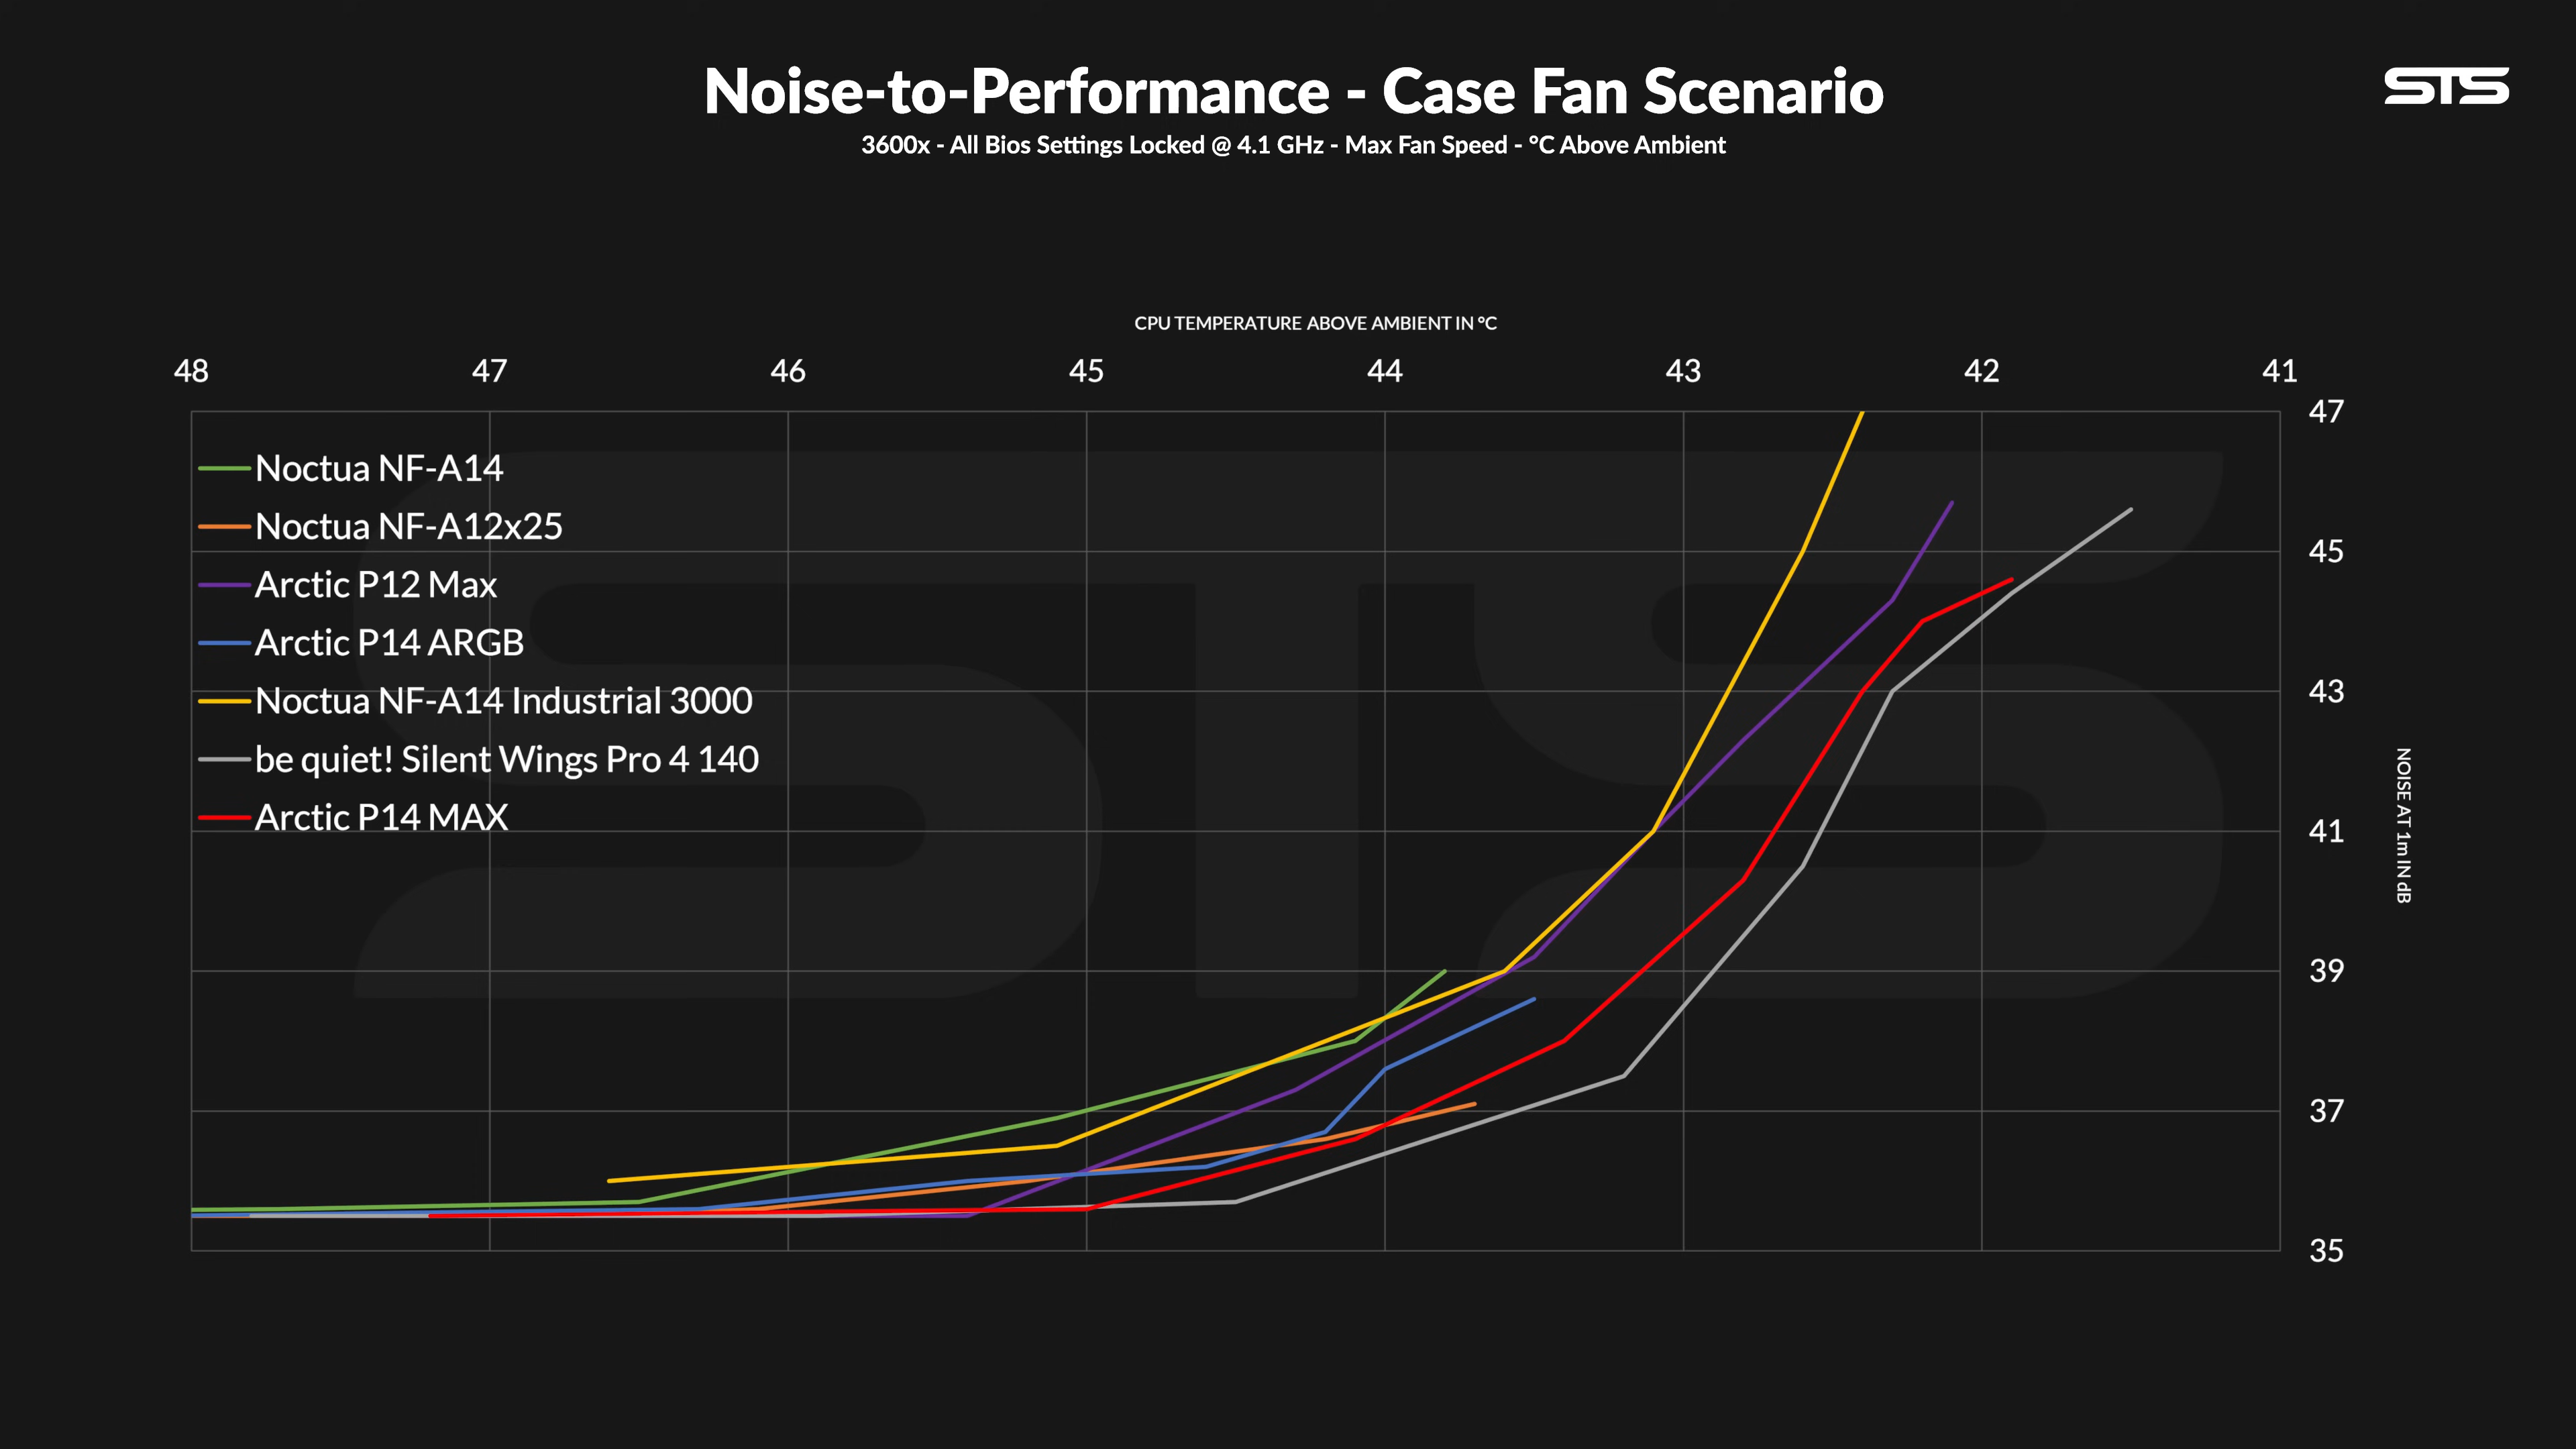 Noise-to-Performance - Case Fan Scenario
STS
3600x - All Bios Settings Locked @ 4.1 GHz - Max Fan Speed - °C Above Ambient
CPU TEMPERATURE ABOVE AMBIENT IN °C
48 47 46 45 44 43 42 41
47
Noctua NF-A14
Noctua NF-A12x25
45
Arctic P12 Max
Arctic P14 ARGB
Noctua NF-A14 Industrial 3000
43
be quiet! Silent Wings Pro 4 140
Arctic P14 MAX
41
NOISE AT 1m IN dB
39
37
35
STS